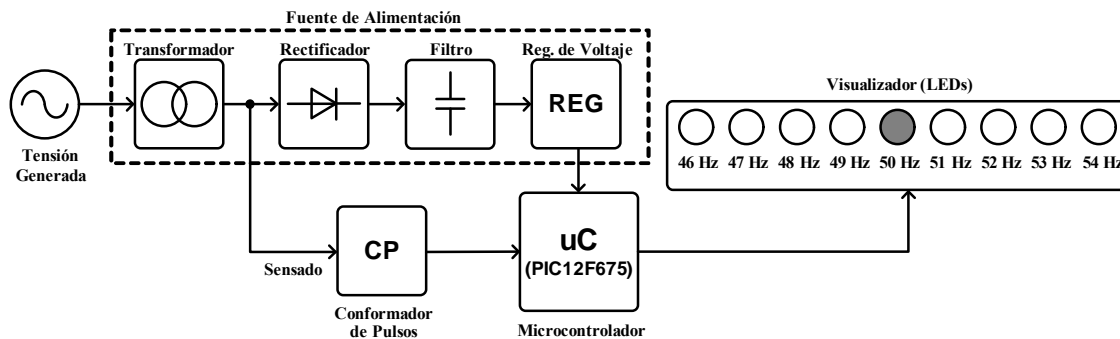 Fuente de Alimentación
Transformador
Rectificador
Filtro
Reg. de Voltaje
REG
Tensión
Generada
Visualizador (LEDs)
46 Hz 47 Hz 48 Hz 49 Hz 50 Hz 51 Hz 52 Hz 53 Hz 54 Hz
Sensado
CP
Conformador
de Pulsos
uC
(PIC12F675)
Microcontrolador